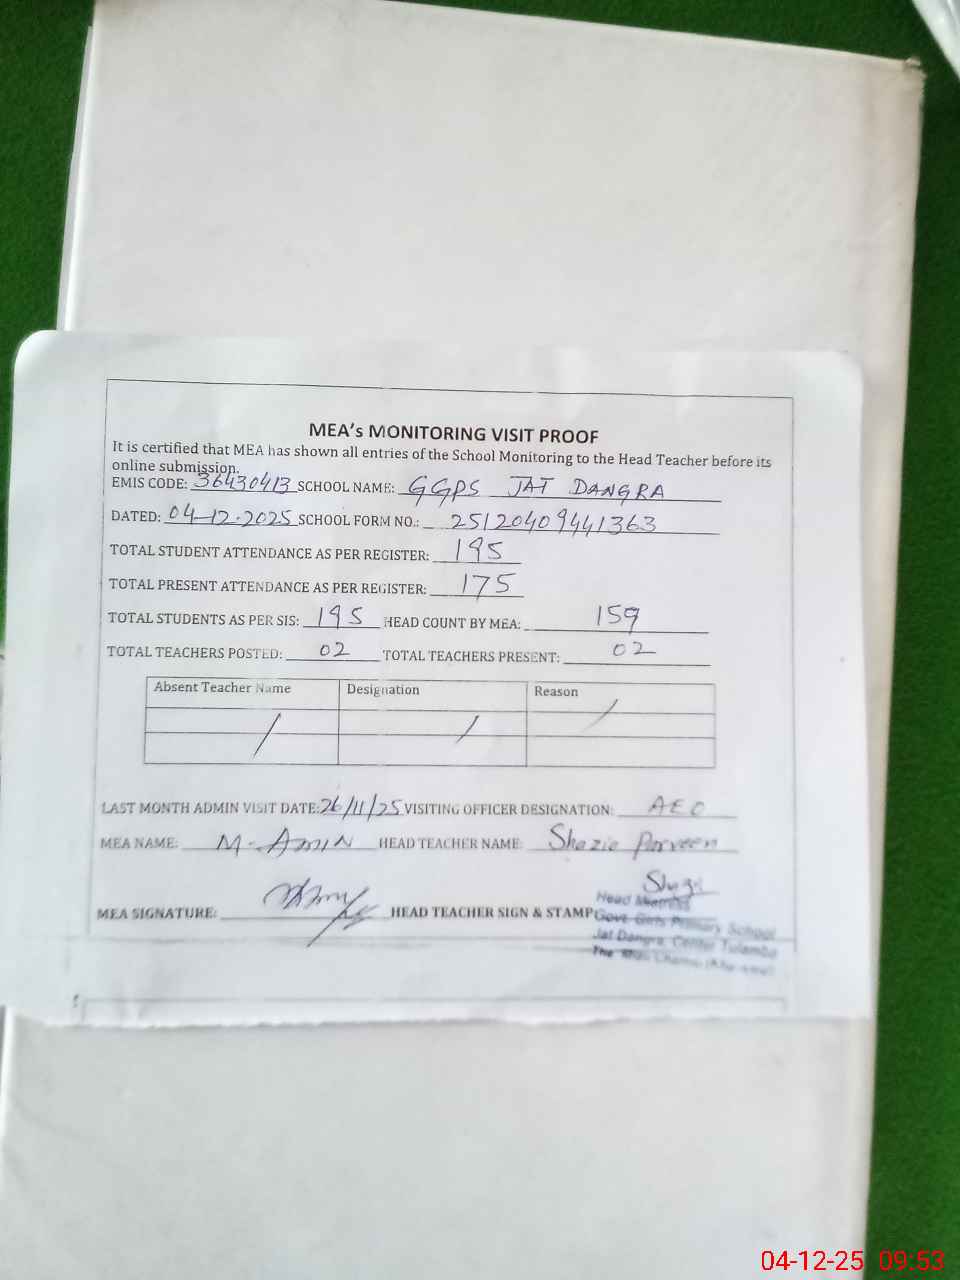 MEA's MONITORING VISIT PROOF
It is certified that MEA has shown all entries of the School Monitoring to the Head Teacher before its
online submission.
EMIS CODE: 36430413 SCHOOL NAME: GGPS JAT DANGRA
DATED: 04-12-2025 SCHOOL FORM NO.: 25120409441363
TOTAL STUDENT ATTENDANCE AS PER REGISTER: 195
TOTAL PRESENT ATTENDANCE AS PER REGISTER: 175
TOTAL STUDENTS AS PER SIS: 195 HEAD COUNT BY MEA: 159
TOTAL TEACHERS POSTED: 02 TOTAL TEACHERS PRESENT: 02
Absent Teacher Name Designation Reason
LAST MONTH ADMIN VISIT DATE: 26/11/25 VISITING OFFICER DESIGNATION: AEO
MEA NAME: M-AMIN HEAD TEACHER NAME: Shazia Parveen
MEA SIGNATURE: HEAD TEACHER SIGN & STAMP
Head
Govt. Girls Primary School
Jat Dangra, Center Tulamba
04-12-25 09:53